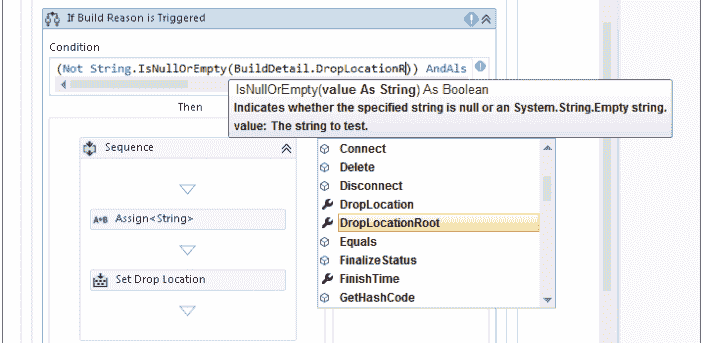 If Build Reason is Triggered
Condition
(Not String.IsNullOrEmpty(BuildDetail.DropLocationR)) AndAls
IsNullOrEmpty(value As String) As Boolean
Indicates whether the specified string is null or an System.String.Empty string.
value: The string to test.
Then
Sequence
Assign<String>
Set Drop Location
Connect
Delete
Disconnect
DropLocation
DropLocationRoot
Equals
FinalizeStatus
FinishTime
GetHashCode